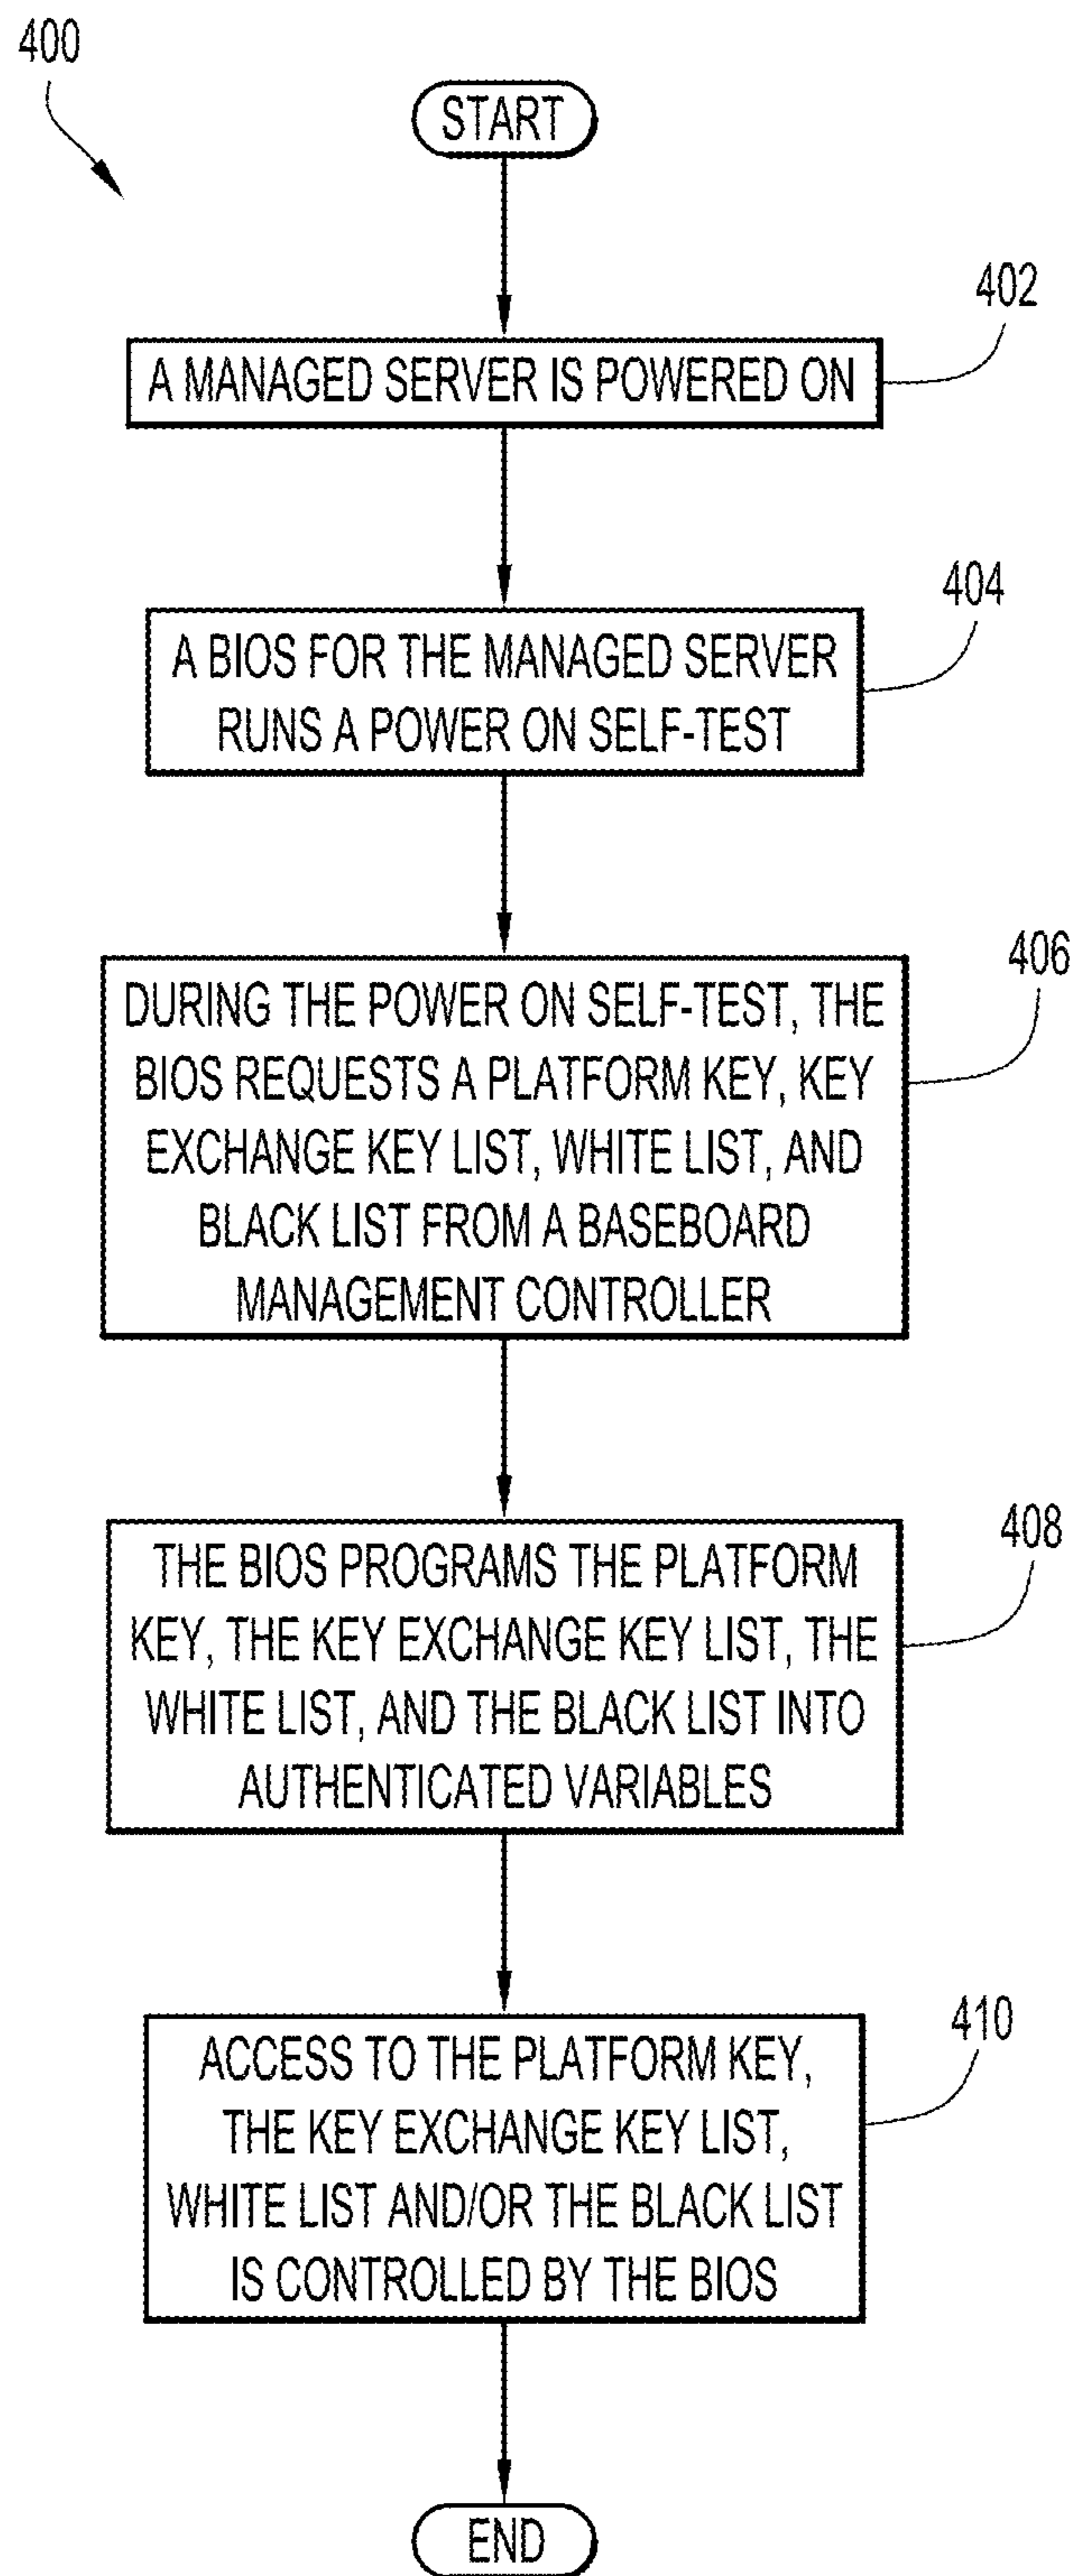 400
START
402
A MANAGED SERVER IS POWERED ON
404
A BIOS FOR THE MANAGED SERVER
RUNS A POWER ON SELF-TEST
406
DURING THE POWER ON SELF-TEST, THE
BIOS REQUESTS A PLATFORM KEY, KEY
EXCHANGE KEY LIST, WHITE LIST, AND
BLACK LIST FROM A BASEBOARD
MANAGEMENT CONTROLLER
408
THE BIOS PROGRAMS THE PLATFORM
KEY, THE KEY EXCHANGE KEY LIST, THE
WHITE LIST, AND THE BLACK LIST INTO
AUTHENTICATED VARIABLES
410
ACCESS TO THE PLATFORM KEY,
THE KEY EXCHANGE KEY LIST,
WHITE LIST AND/OR THE BLACK LIST
IS CONTROLLED BY THE BIOS
END